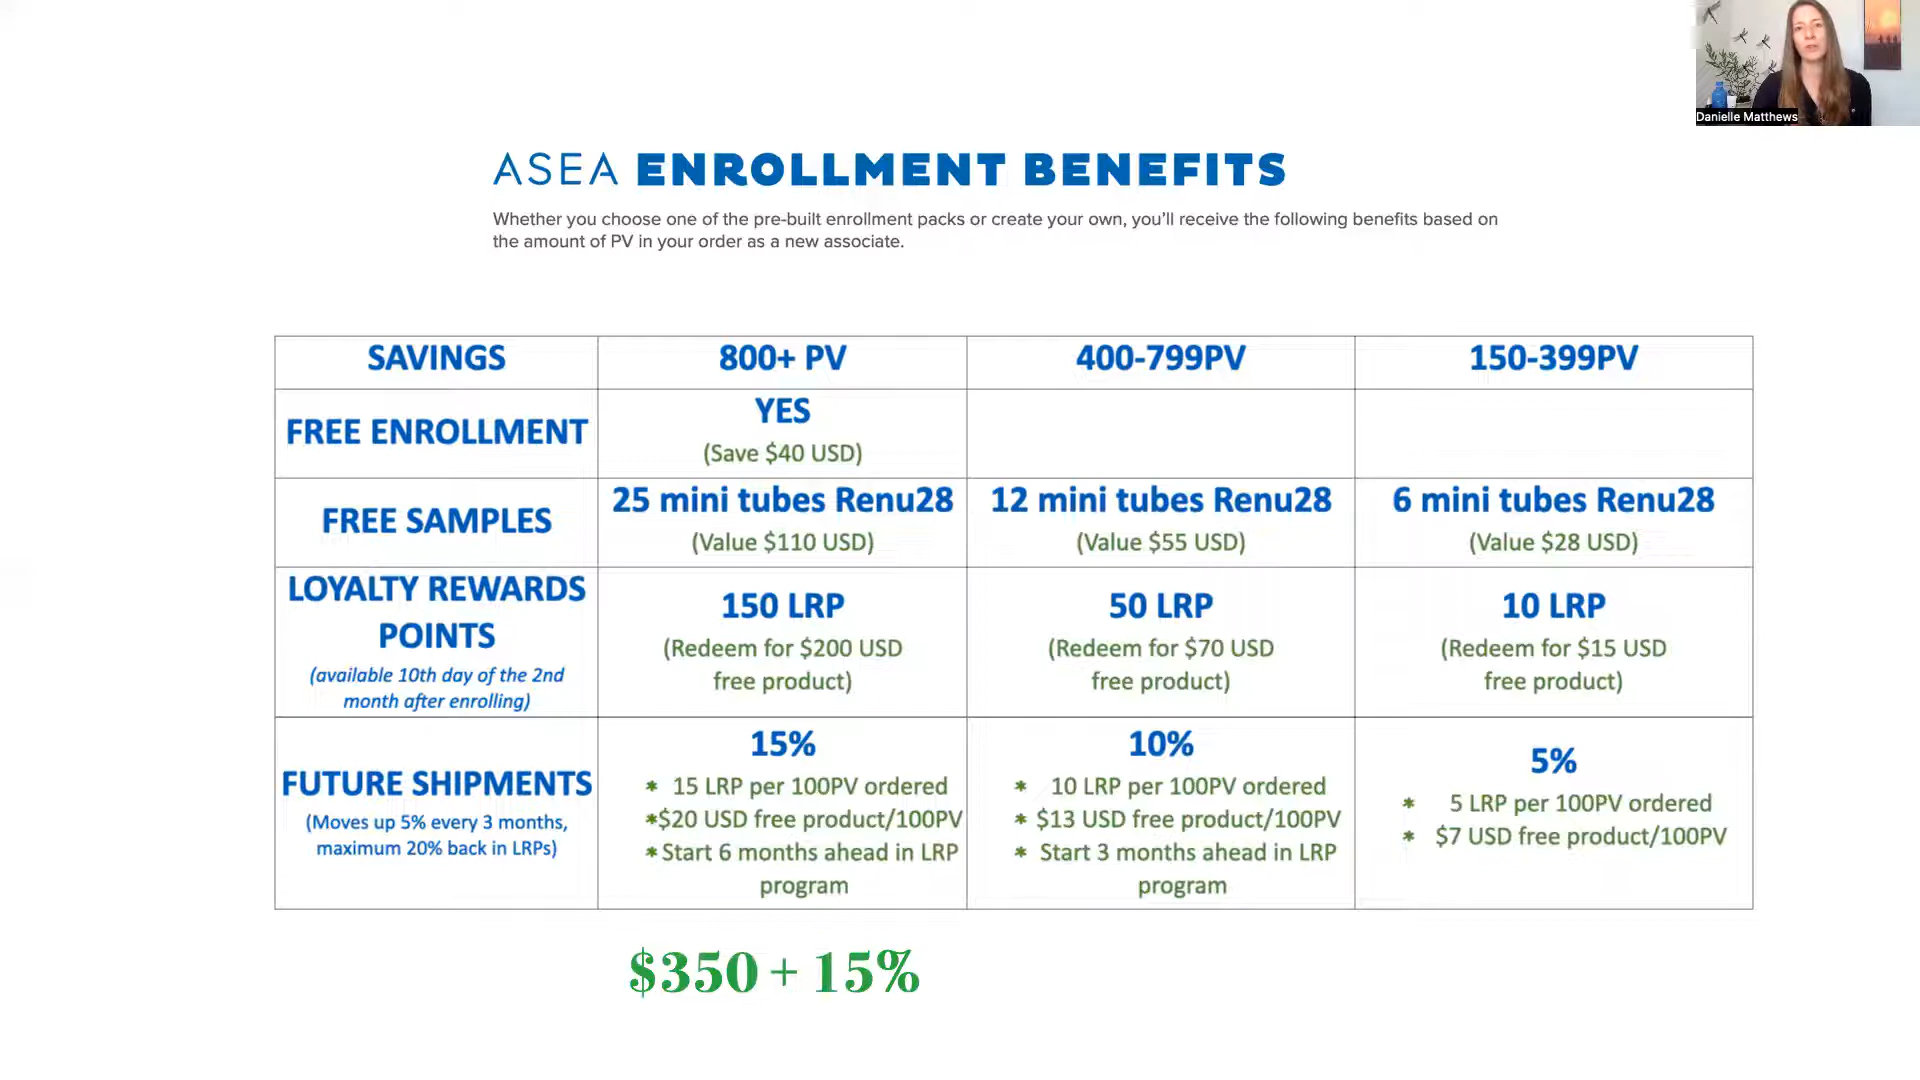 Danielle Matthews
ASEA ENROLLMENT BENEFITS
Whether you choose one of the pre-built enrollment packs or create your own, you'll receive the following benefits based on
the amount of PV in your order as a new associate.
SAVINGS
800+ PV
400-799PV
150-399PV
FREE ENROLLMENT
YES
(Save $40 USD)
FREE SAMPLES
25 mini tubes Renu28
(Value $110 USD)
12 mini tubes Renu28
(Value $55 USD)
6 mini tubes Renu28
(Value $28 USD)
LOYALTY REWARDS
POINTS
(available 10th day of the 2nd
month after enrolling)
150 LRP
(Redeem for $200 USD
free product)
50 LRP
(Redeem for $70 USD
free product)
10 LRP
(Redeem for $15 USD
free product)
FUTURE SHIPMENTS
(Moves up 5% every 3 months,
maximum 20% back in LRPs)
15%
* 15 LRP per 100PV ordered
*$20 USD free product/100PV
*Start 6 months ahead in LRP
program
10%
* 10 LRP per 100PV ordered
* $13 USD free product/100PV
* Start 3 months ahead in LRP
program
5%
* 5 LRP per 100PV ordered
* $7 USD free product/100PV
$350 + 15%